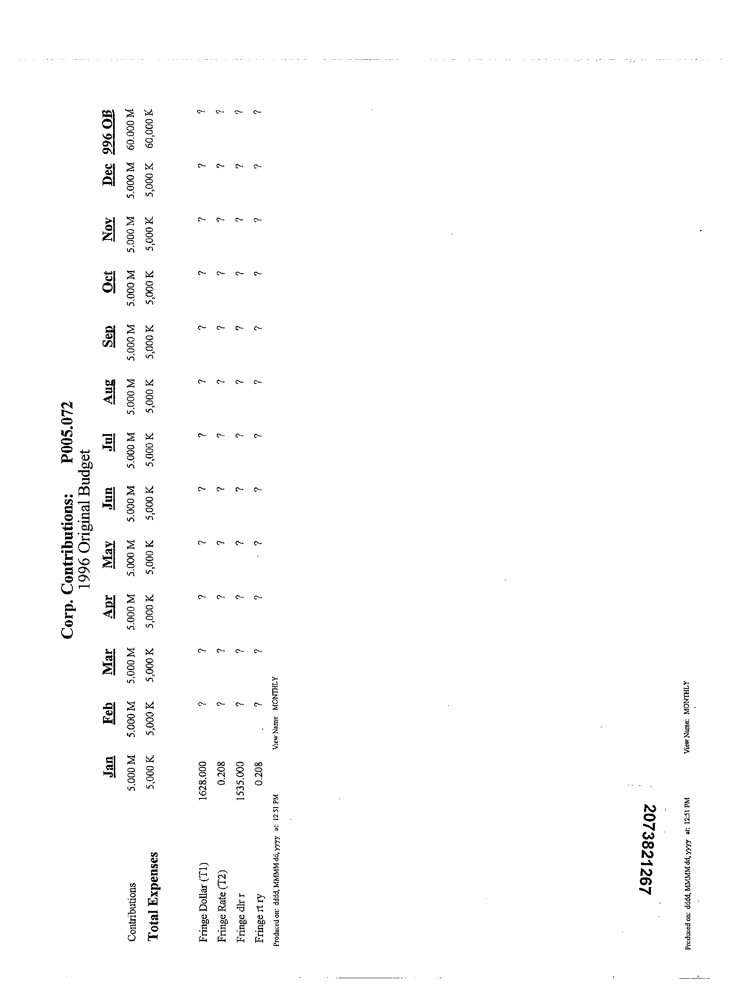 Corp. Contributions: P005.072
1996 Original Budget
Jan Feb Mar Apr May Jun Jul Aug Sep Oct Nov Dec 996 OB
Contributions 5.000 M 5.000 M 5.000 M 5.000 M 5.000 M 5.000 M 5.000 M 5.000 M 5.000 M 5.000 M 5.000 M 5.000 M 60.000 M
Total Expenses 5,000 K 5,000 K 5,000 K 5,000 K 5,000 K 5,000 K 5,000 K 5,000 K 5,000 K 5,000 K 5,000 K 5,000 K 60,000 K
Fringe Dollar (T1) 1628.000 ? ? ? ? ? ? ? ? ? ? ? ?
Fringe Rate (T2) 0.208 ? ? ? ? ? ? ? ? ? ? ? ?
Fringe dlr r 1535.000 ? ? ? ? ? ? ? ? ? ? ? ?
Fringe rt ry 0.208 ? ? ? ? ? ? ? ? ? ? ? ?
Produced on: dddd, MMMM dd, yyyy at: 12:51 PM View Name: MONTHLY
2073821267
Produced on: dddd, MMMM dd, yyyy at: 12:51 PM View Name: MONTHLY